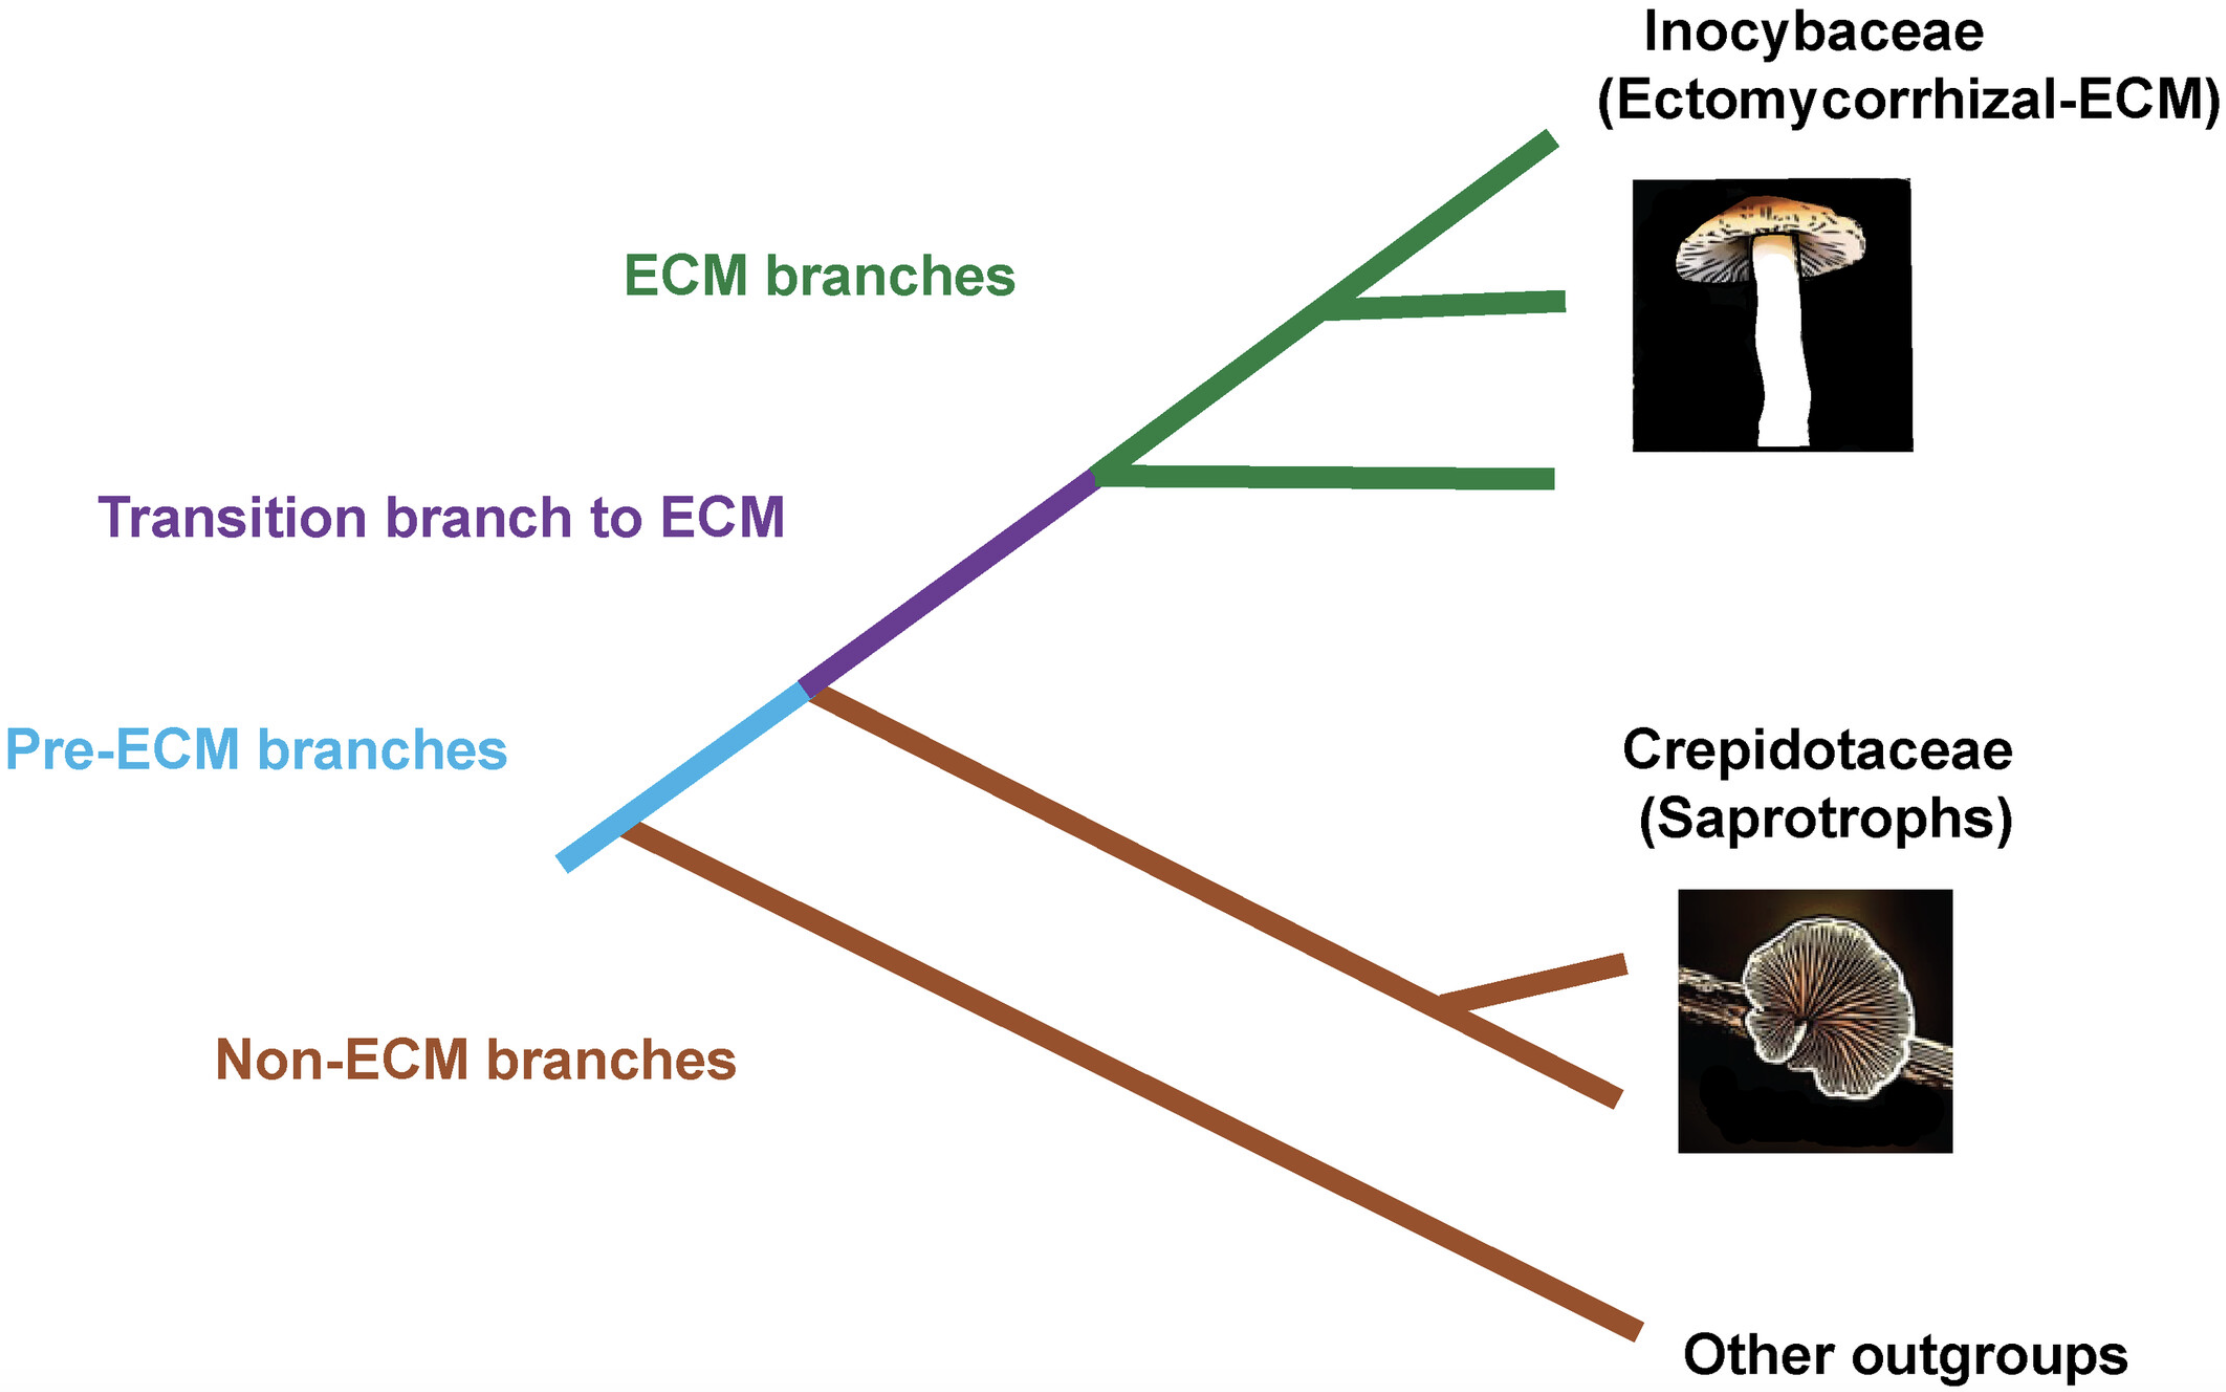 Inocybaceae
(Ectomycorrhizal-ECM)
ECM branches
Transition branch to ECM
Pre-ECM branches
Crepidotaceae
(Saprotrophs)
Non-ECM branches
Other outgroups